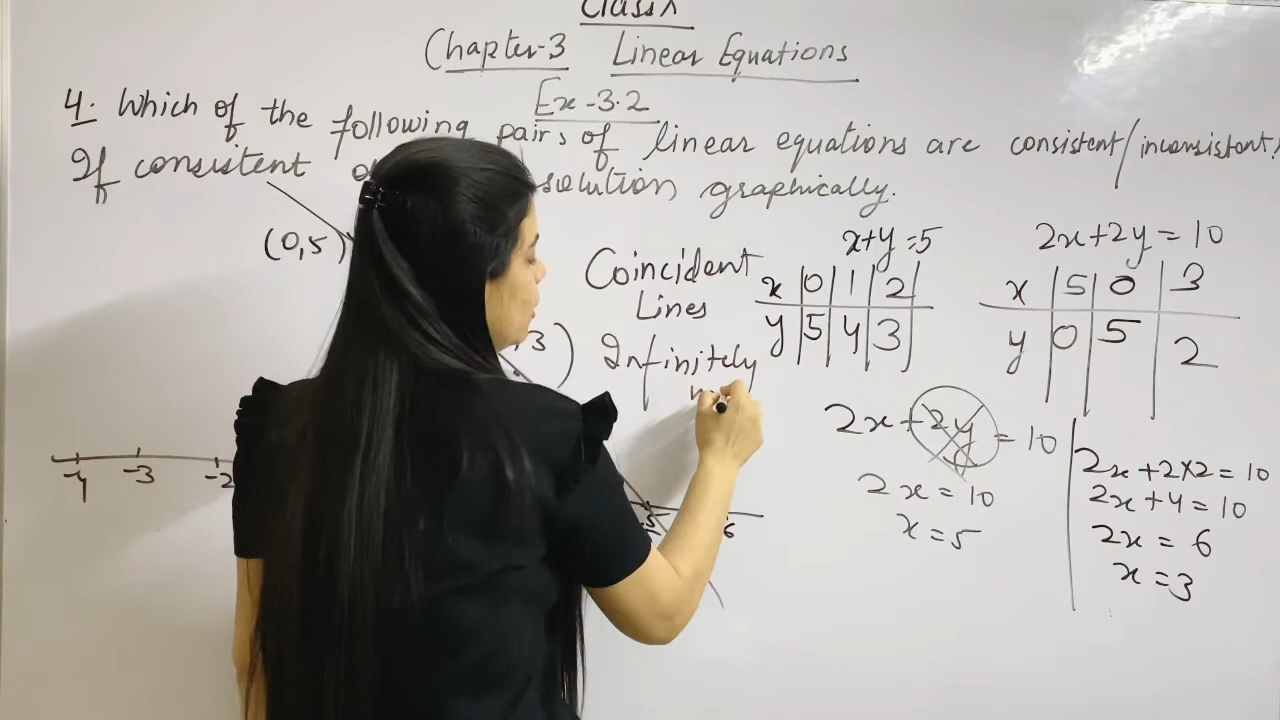 Class X
Chapter-3 Linear Equations
Ex-3.2
4. Which of the following pairs of linear equations are consistent/inconsistent.
If consistent solution graphically.
(0,5)
3)
Coincident
Lines
Infinitely
x+y=5
x 0 1 2
y 5 4 3
2x+2y=10
x 5 0 3
y 0 5 2
2x+2y=10
2x=10
x=5
2x+2×2=10
2x+4=10
2x=6
x=3
-4 -3 -2 5 6